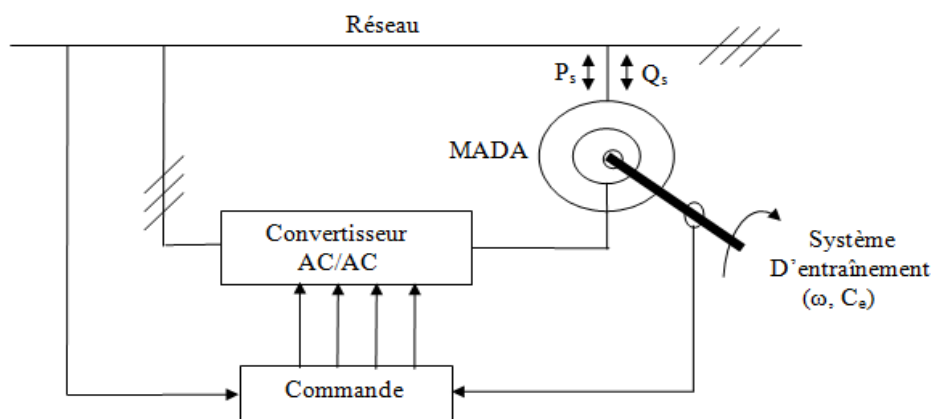 Réseau
Pₛ
Qₛ
MADA
Convertisseur
AC/AC
Système
D'entraînement
(ω, Cₑ)
Commande